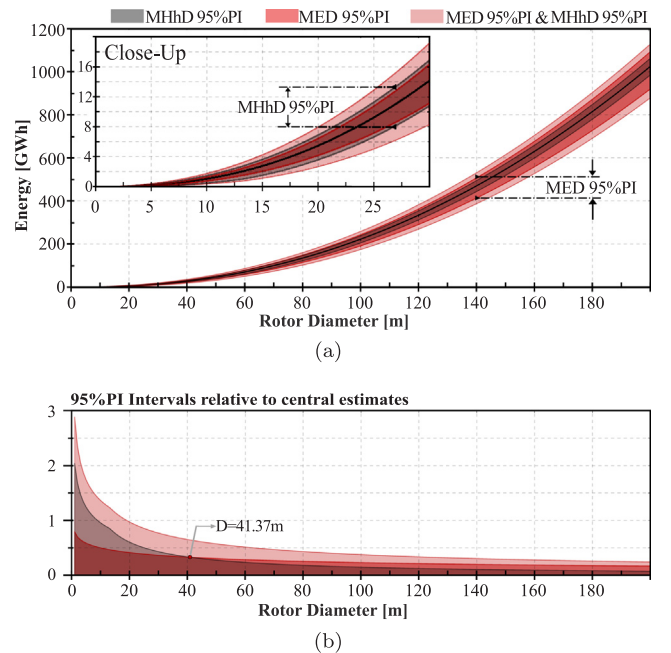 MHhD 95%PI MED 95%PI MED 95%PI & MHhD 95%PI
(a)
1200
1000
800
600
400
200
0
Energy [GWh]
Close-Up
16
12
8
4
0
MHhD 95%PI
0 5 10 15 20 25
MED 95%PI
0 20 40 60 80 100 120 140 160 180
Rotor Diameter [m]
(a)
95%PI Intervals relative to central estimates
3
2
1
0
D=41.37m
0 20 40 60 80 100 120 140 160 180
Rotor Diameter [m]
(b)